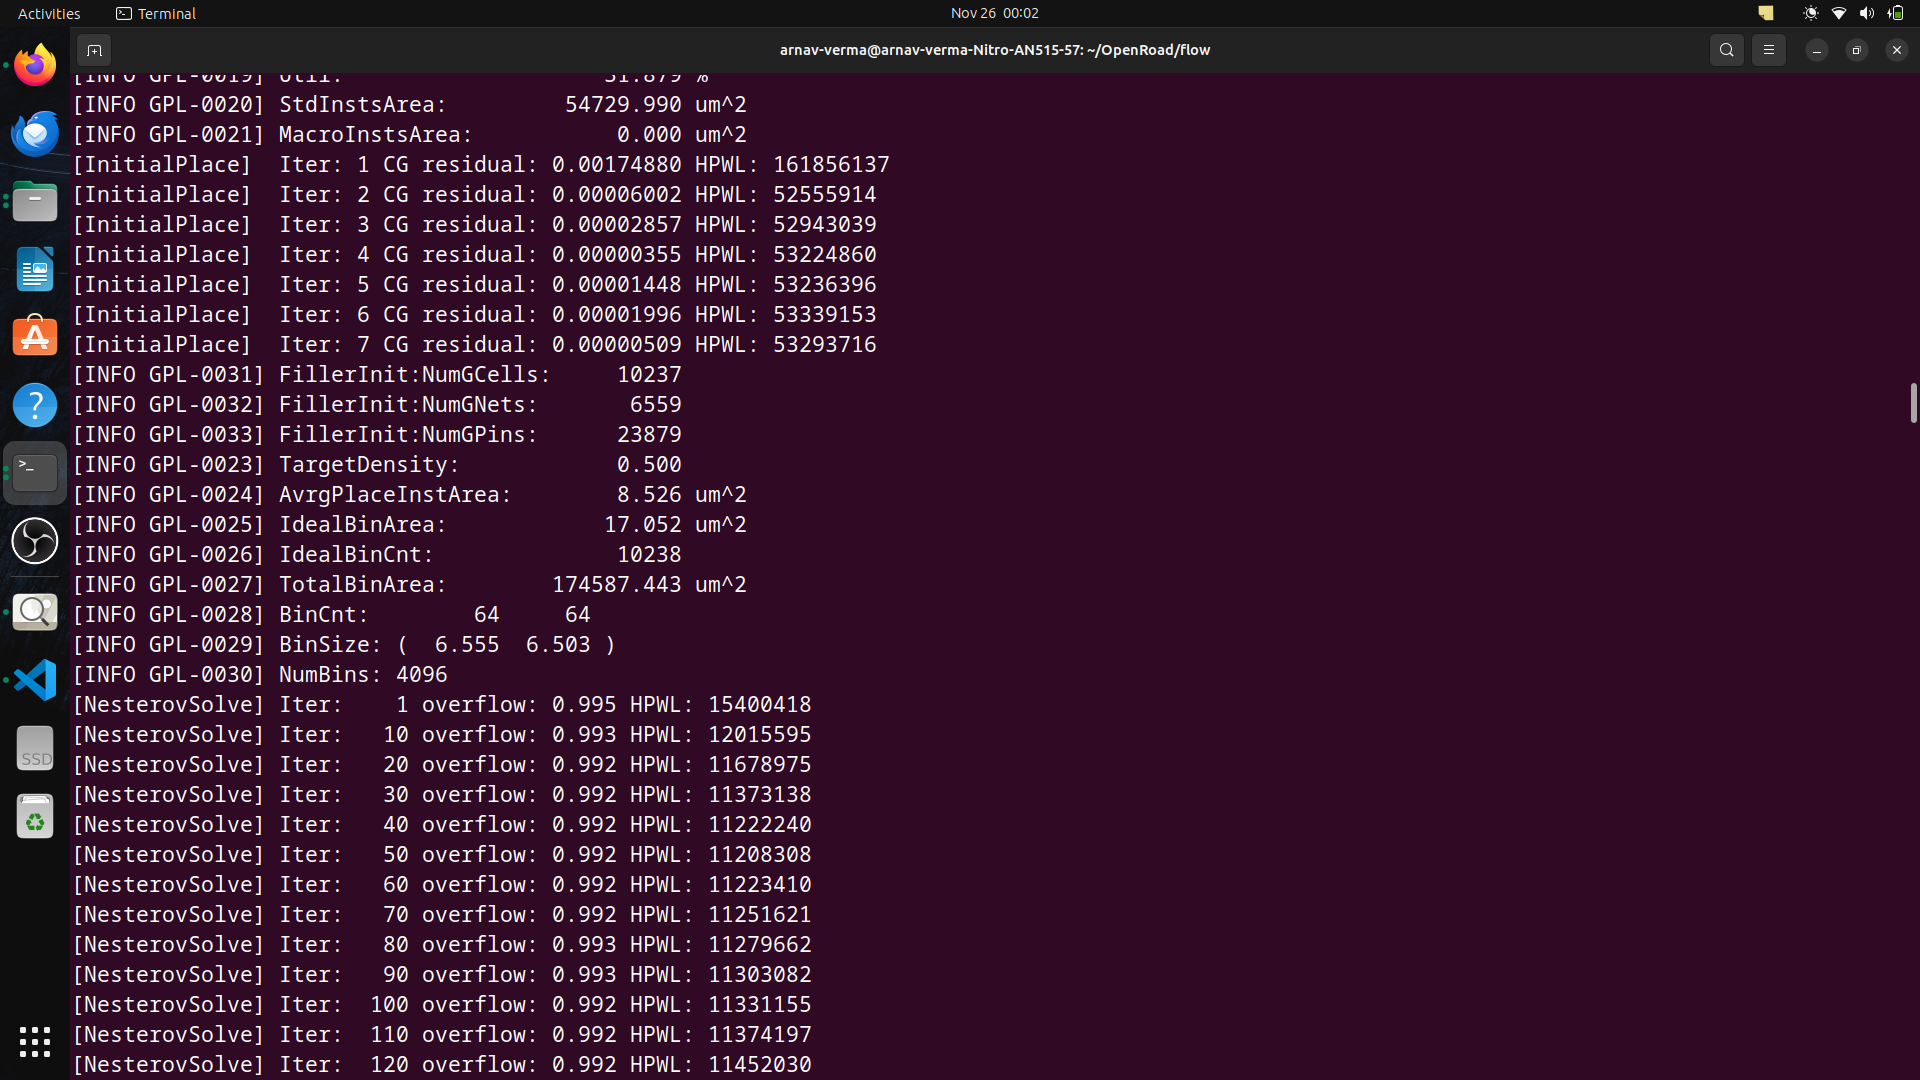 Activities Terminal Nov 26 00:02
arnav-verma@arnav-verma-Nitro-AN515-57: ~/OpenRoad/flow
[INFO GPL-0019] Util: 31.879 %
[INFO GPL-0020] StdInstsArea: 54729.990 um^2
[INFO GPL-0021] MacroInstsArea: 0.000 um^2
[InitialPlace] Iter: 1 CG residual: 0.00174880 HPWL: 161856137
[InitialPlace] Iter: 2 CG residual: 0.00006002 HPWL: 52555914
[InitialPlace] Iter: 3 CG residual: 0.00002857 HPWL: 52943039
[InitialPlace] Iter: 4 CG residual: 0.00000355 HPWL: 53224860
[InitialPlace] Iter: 5 CG residual: 0.00001448 HPWL: 53236396
[InitialPlace] Iter: 6 CG residual: 0.00001996 HPWL: 53339153
[InitialPlace] Iter: 7 CG residual: 0.00000509 HPWL: 53293716
[INFO GPL-0031] FillerInit:NumGCells: 10237
[INFO GPL-0032] FillerInit:NumGNets: 6559
[INFO GPL-0033] FillerInit:NumGPins: 23879
[INFO GPL-0023] TargetDensity: 0.500
[INFO GPL-0024] AvrgPlaceInstArea: 8.526 um^2
[INFO GPL-0025] IdealBinArea: 17.052 um^2
[INFO GPL-0026] IdealBinCnt: 10238
[INFO GPL-0027] TotalBinArea: 174587.443 um^2
[INFO GPL-0028] BinCnt: 64 64
[INFO GPL-0029] BinSize: ( 6.555 6.503 )
[INFO GPL-0030] NumBins: 4096
[NesterovSolve] Iter: 1 overflow: 0.995 HPWL: 15400418
[NesterovSolve] Iter: 10 overflow: 0.993 HPWL: 12015595
[NesterovSolve] Iter: 20 overflow: 0.992 HPWL: 11678975
[NesterovSolve] Iter: 30 overflow: 0.992 HPWL: 11373138
[NesterovSolve] Iter: 40 overflow: 0.992 HPWL: 11222240
[NesterovSolve] Iter: 50 overflow: 0.992 HPWL: 11208308
[NesterovSolve] Iter: 60 overflow: 0.992 HPWL: 11223410
[NesterovSolve] Iter: 70 overflow: 0.992 HPWL: 11251621
[NesterovSolve] Iter: 80 overflow: 0.993 HPWL: 11279662
[NesterovSolve] Iter: 90 overflow: 0.993 HPWL: 11303082
[NesterovSolve] Iter: 100 overflow: 0.992 HPWL: 11331155
[NesterovSolve] Iter: 110 overflow: 0.992 HPWL: 11374197
[NesterovSolve] Iter: 120 overflow: 0.992 HPWL: 11452030
SSD